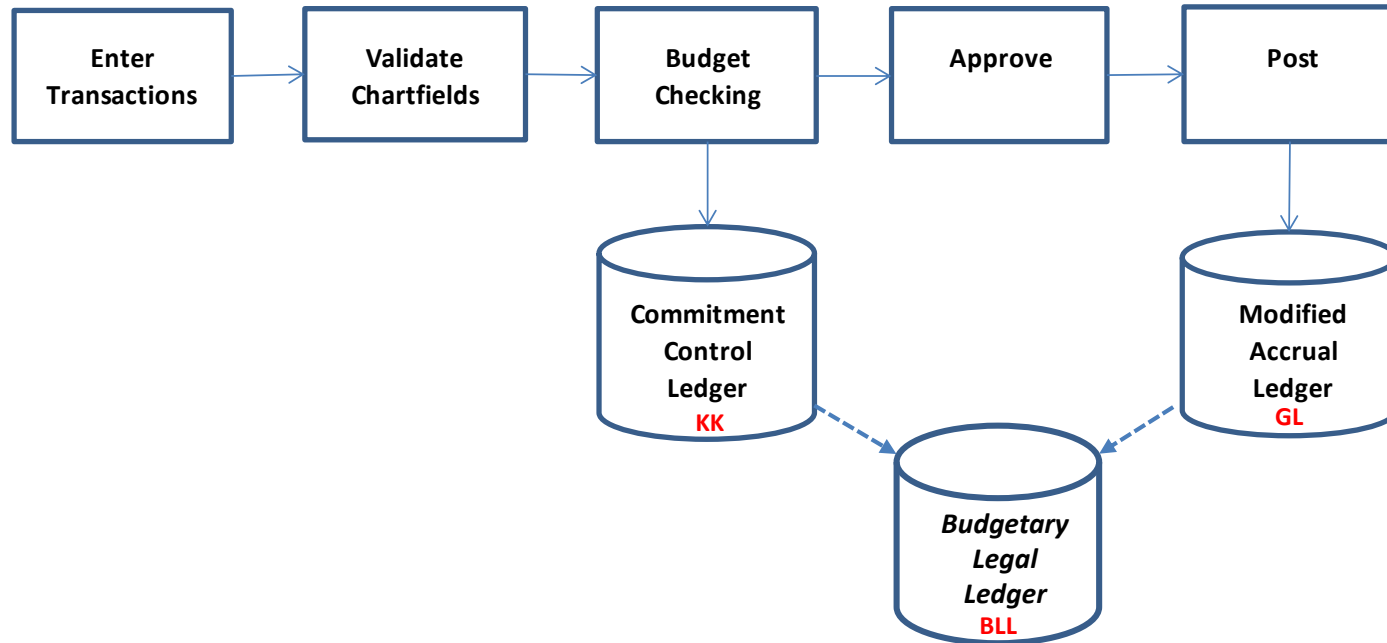 Enter
Transactions
Validate
Chartfields
Budget
Checking
Approve
Post
Commitment
Control
Ledger
KK
Modified
Accrual
Ledger
GL
Budgetary
Legal
Ledger
BLL